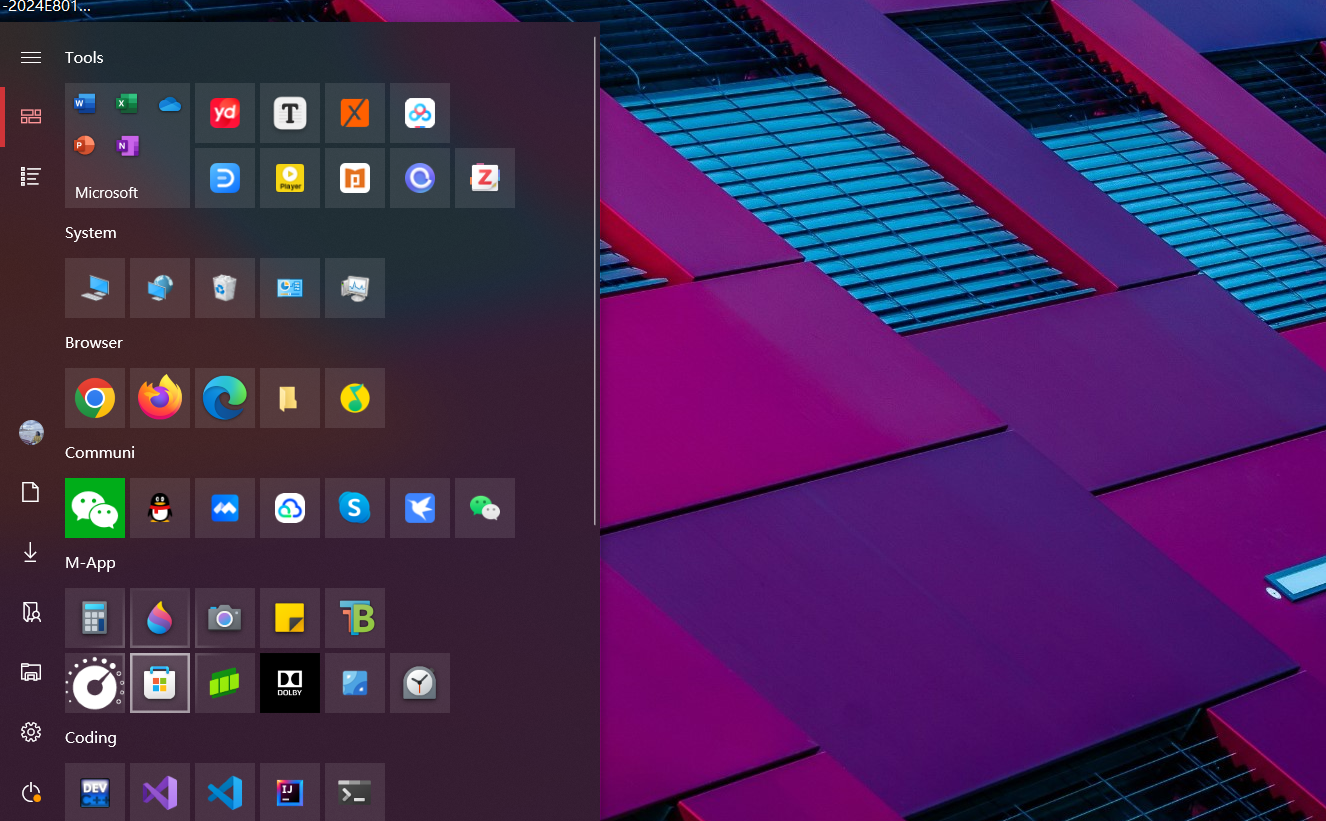 -2024E801...
Tools
W
X
yd
T
P
N
Player
Z
Microsoft
System
Browser
Communi
S
M-App
TB
DOLBY
Coding
DEV
C++
IJ